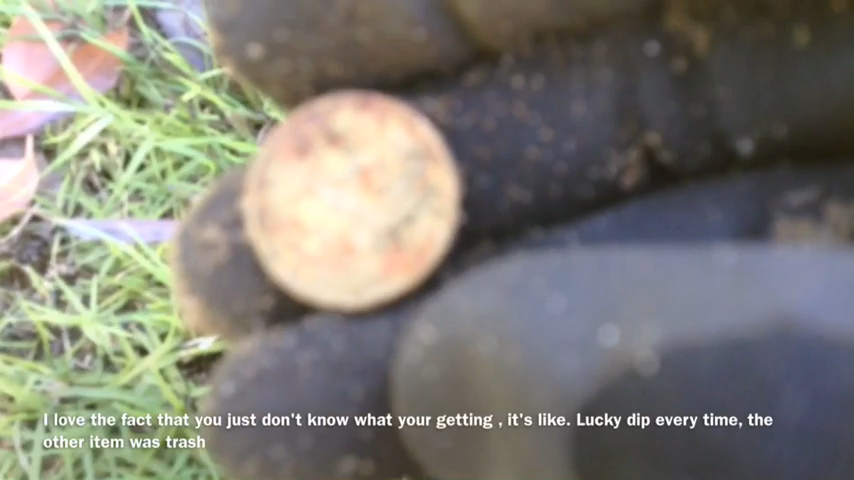 I love the fact that you just don't know what your getting , it's like. Lucky dip every time, the
other item was trash